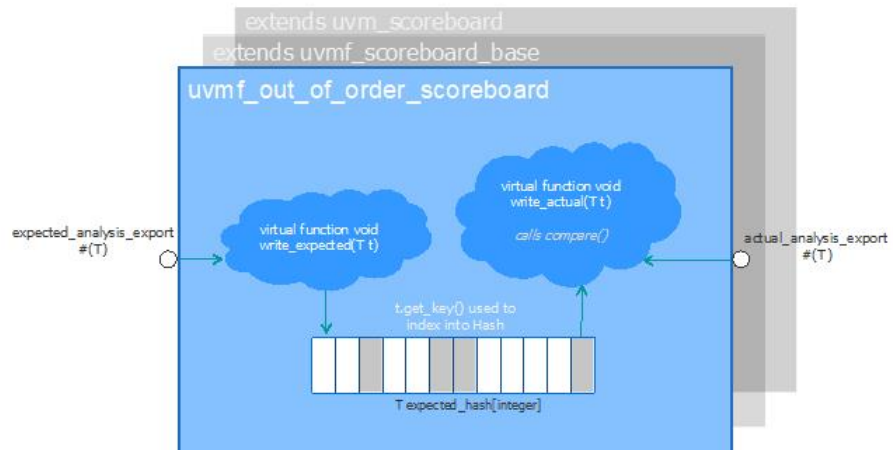 extends uvm_scoreboard
extends uvmf_scoreboard_base
uvmf_out_of_order_scoreboard
virtual function void
write_actual(T t)
calls compare()
virtual function void
write_expected(T t)
expected_analysis_export
#(T)
actual_analysis_export
#(T)
t.get_key() used to
index into Hash
T expected_hash[integer]